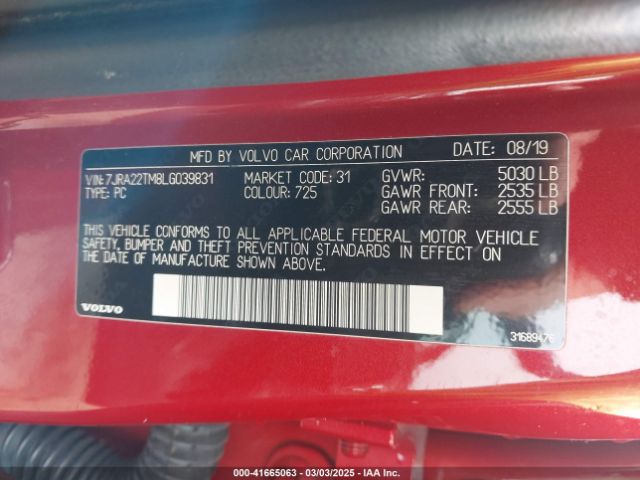 MFD BY VOLVO CAR CORPORATION DATE: 08/19
VIN: 7JRA22TM8LG039831 MARKET CODE: 31 GVWR: 5030 LB
TYPE: PC COLOUR: 725 GAWR FRONT: 2535 LB
GAWR REAR: 2555 LB
THIS VEHICLE CONFORMS TO ALL APPLICABLE FEDERAL MOTOR VEHICLE
SAFETY, BUMPER AND THEFT PREVENTION STANDARDS IN EFFECT ON
THE DATE OF MANUFACTURE SHOWN ABOVE.
VOLVO
31689476
000-41665063 - 03/03/2025 - IAA Inc.